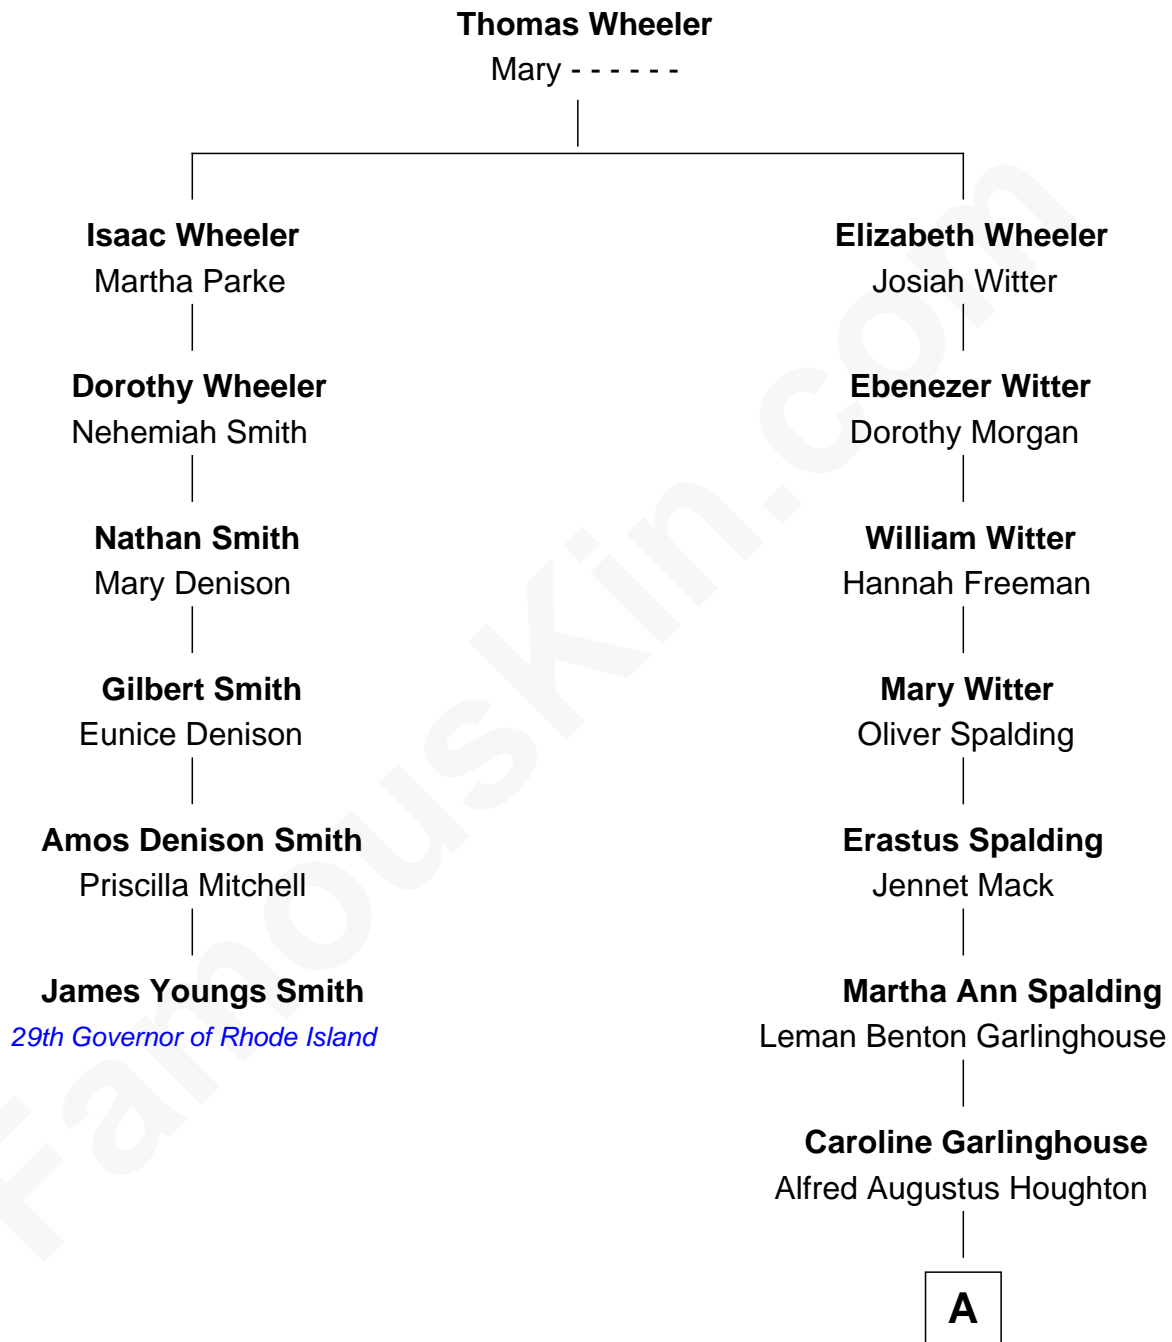 Thomas Wheeler
Mary - - - - - -
Isaac Wheeler
Martha Parke
Elizabeth Wheeler
Josiah Witter
Dorothy Wheeler
Nehemiah Smith
Ebenezer Witter
Dorothy Morgan
Nathan Smith
Mary Denison
William Witter
Hannah Freeman
Gilbert Smith
Eunice Denison
Mary Witter
Oliver Spalding
Amos Denison Smith
Priscilla Mitchell
Erastus Spalding
Jennet Mack
James Youngs Smith
29th Governor of Rhode Island
Martha Ann Spalding
Leman Benton Garlinghouse
Caroline Garlinghouse
Alfred Augustus Houghton
A
FamousKin.com